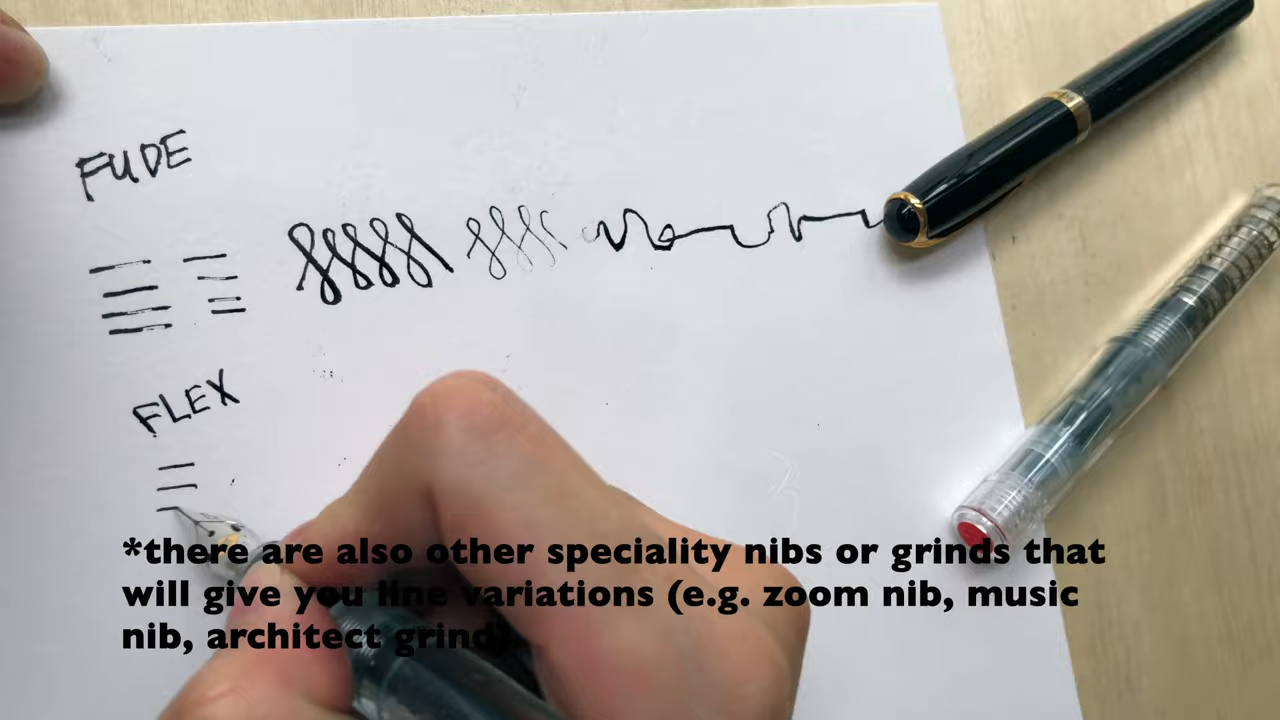 FUDE
FLEX
*there are also other speciality nibs or grinds that
will give you line variations (e.g. zoom nib, music
nib, architect grind).